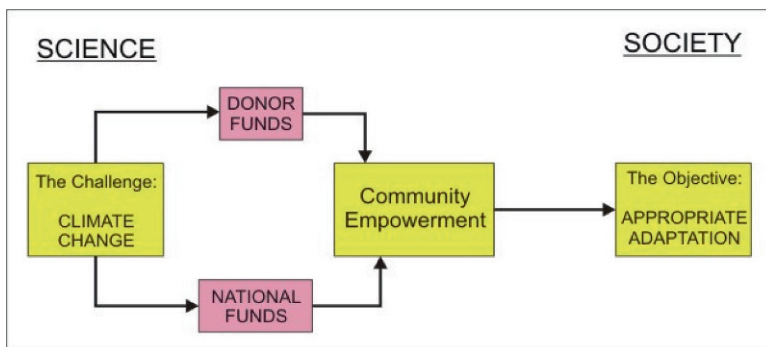 SCIENCE
SOCIETY
DONOR
FUNDS
The Challenge:
CLIMATE
CHANGE
Community
Empowerment
The Objective:
APPROPRIATE
ADAPTATION
NATIONAL
FUNDS